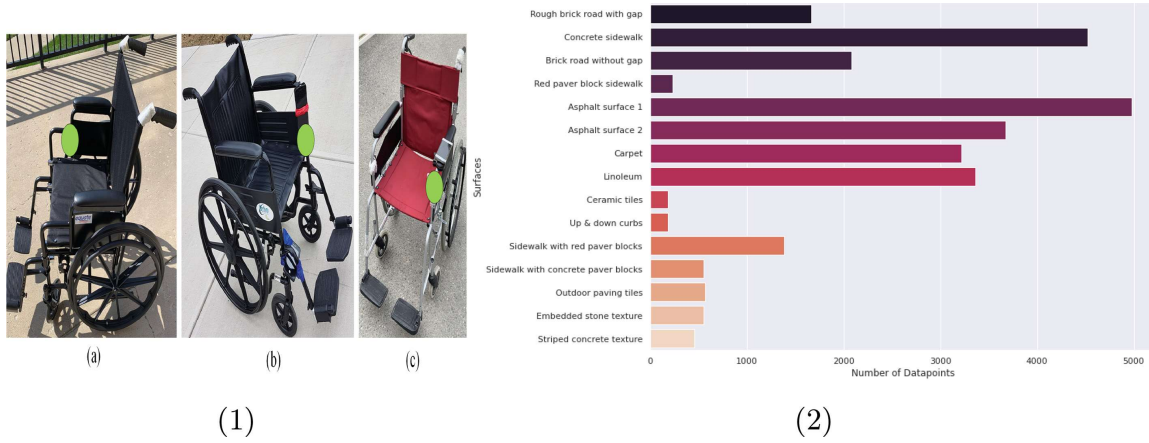 (a)
(b)
(c)
(1)
Surfaces
Rough brick road with gap
Concrete sidewalk
Brick road without gap
Red paver block sidewalk
Asphalt surface 1
Asphalt surface 2
Carpet
Linoleum
Ceramic tiles
Up & down curbs
Sidewalk with red paver blocks
Sidewalk with concrete paver blocks
Outdoor paving tiles
Embedded stone texture
Striped concrete texture
0 1000 2000 3000 4000 5000
Number of Datapoints
(2)